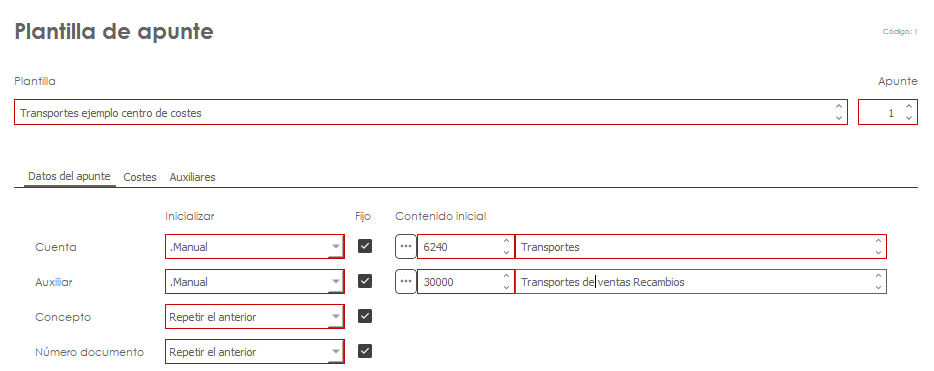 Plantilla de apunte
Código: 1
Plantilla Apunte
Transportes ejemplo centro de costes 1
Datos del apunte Costes Auxiliares
Inicializar Fijo Contenido inicial
Cuenta .Manual ... 6240 Transportes
Auxiliar .Manual ... 30000 Transportes de ventas Recambios
Concepto Repetir el anterior
Número documento Repetir el anterior